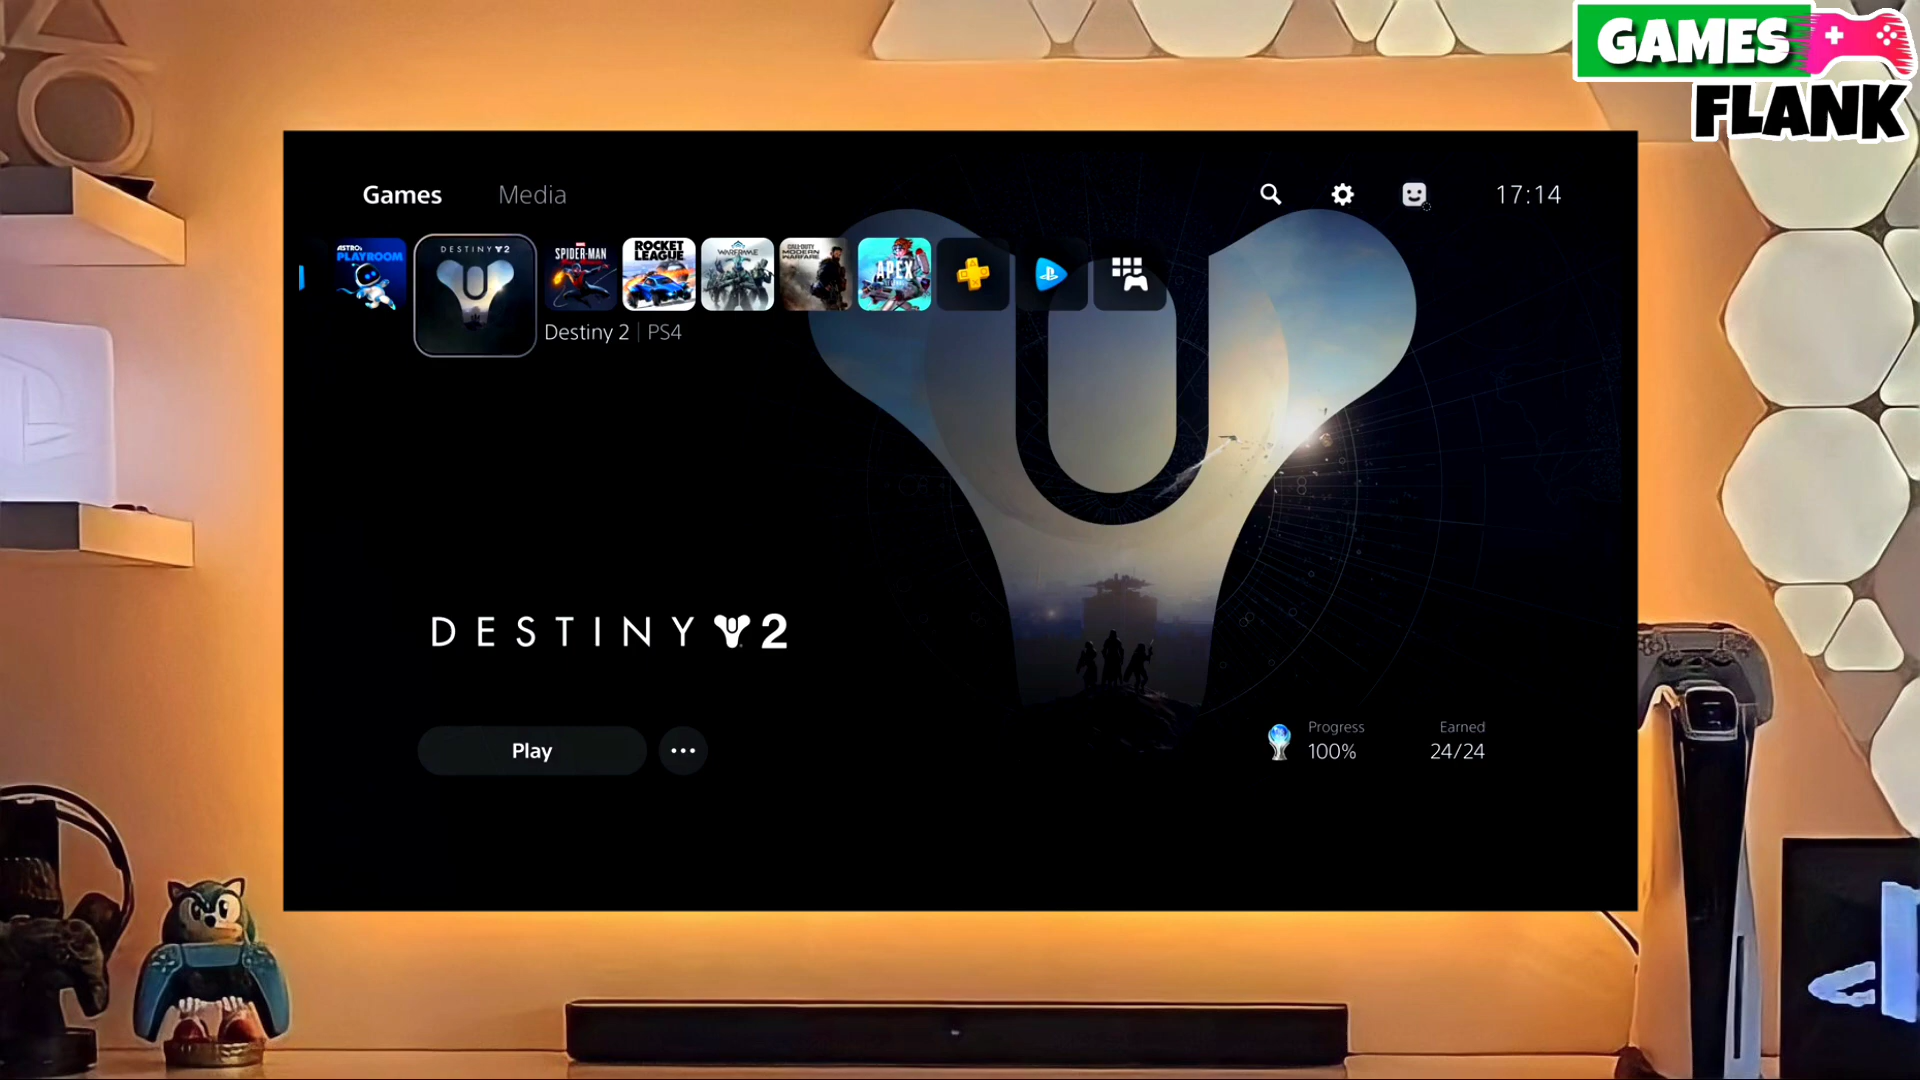 GAMES
FLANK
Games Media 17:14
ASTRO's
PLAYROOM
DESTINY 2
MARVEL
SPIDER-MAN
ROCKET
LEAGUE
WARFRAME
CALL OF DUTY
MODERN
WARFARE
APEX
Destiny 2 | PS4
DESTINY 2
Play
Progress
100%
Earned
24/24